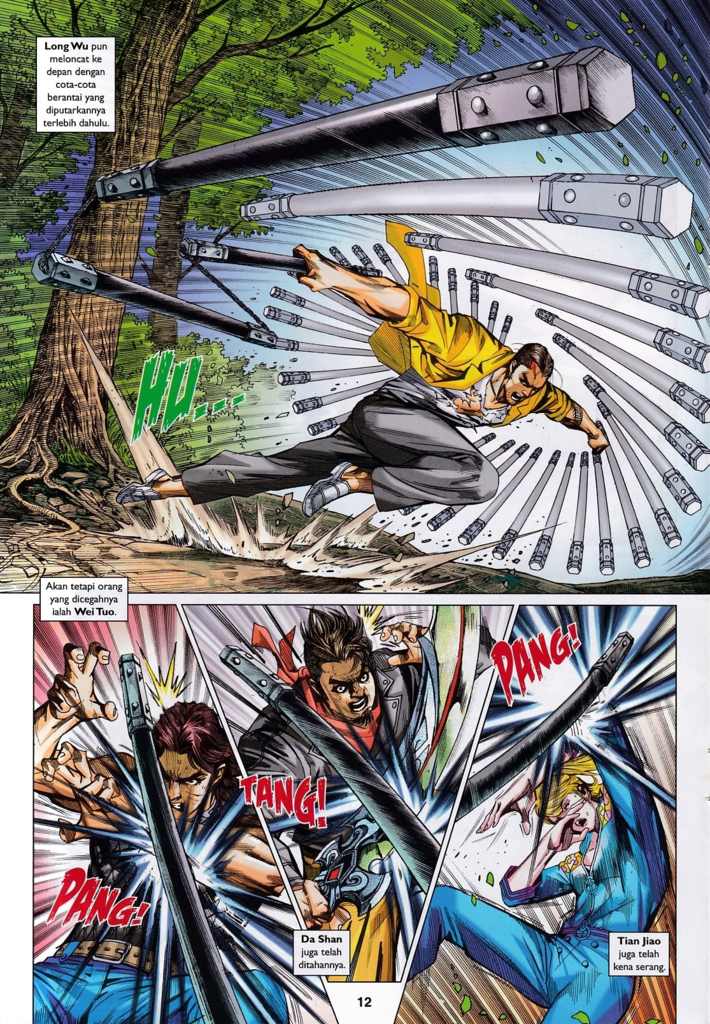 Long Wu pun
meloncat ke
depan dengan
cota-cota
berantai yang
diputarkannya
terlebih dahulu.
HU...
Akan tetapi orang
yang dicegahnya
ialah Wei Tuo.
PANG!
TANG!
Da Shan
juga telah
ditahannya.
PANG!
Tian Jiao
juga telah
kena serang.
12